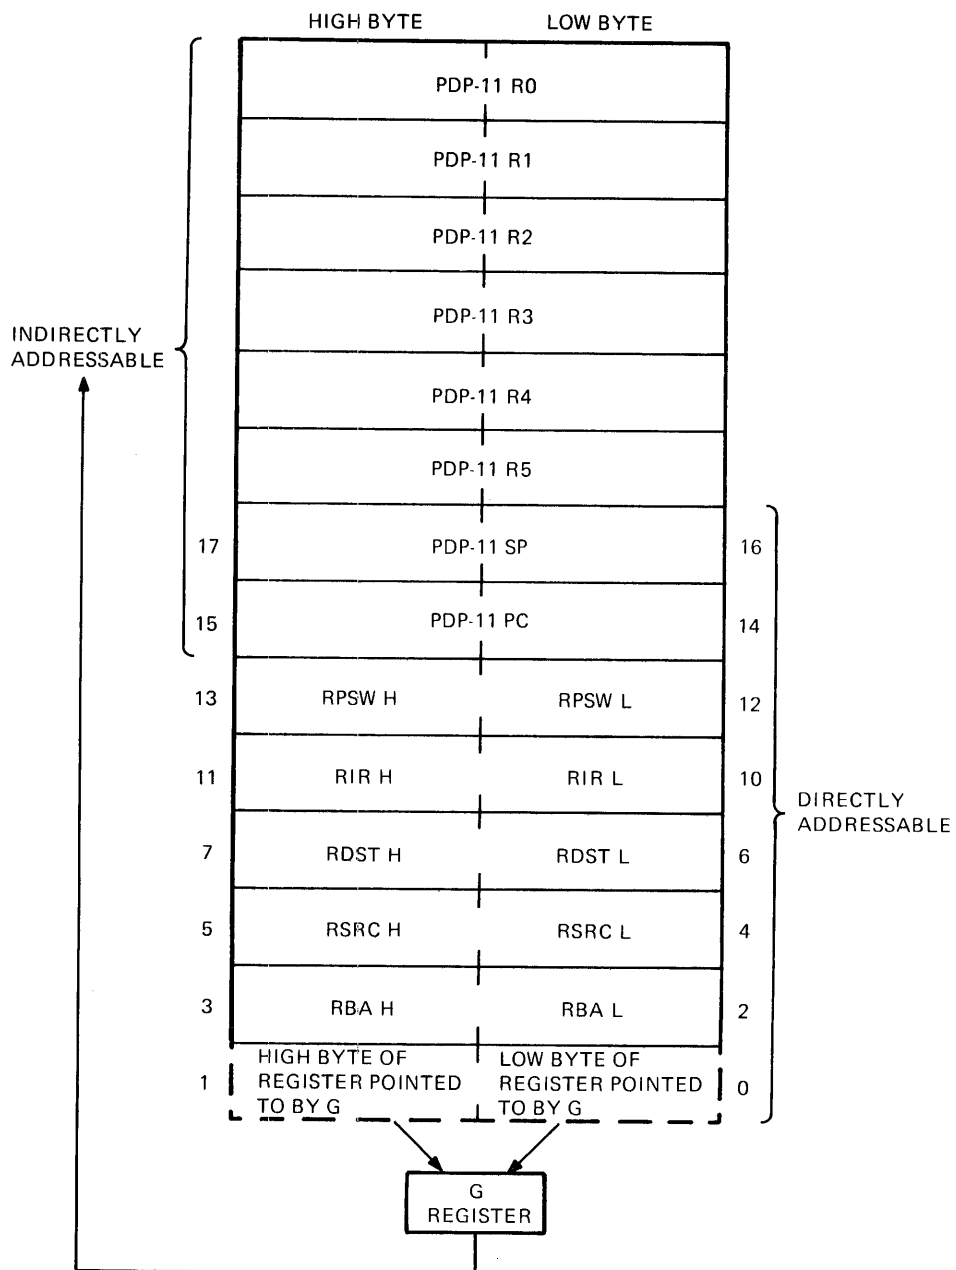 HIGH BYTE LOW BYTE
PDP-11 R0
PDP-11 R1
PDP-11 R2
PDP-11 R3
INDIRECTLY
ADDRESSABLE
PDP-11 R4
PDP-11 R5
17 PDP-11 SP 16
15 PDP-11 PC 14
13 RPSW H RPSW L 12
11 RIR H RIR L 10
DIRECTLY
ADDRESSABLE
7 RDST H RDST L 6
5 RSRC H RSRC L 4
3 RBA H RBA L 2
1
HIGH BYTE OF
REGISTER POINTED
TO BY G
LOW BYTE OF
REGISTER POINTED
TO BY G
0
G
REGISTER